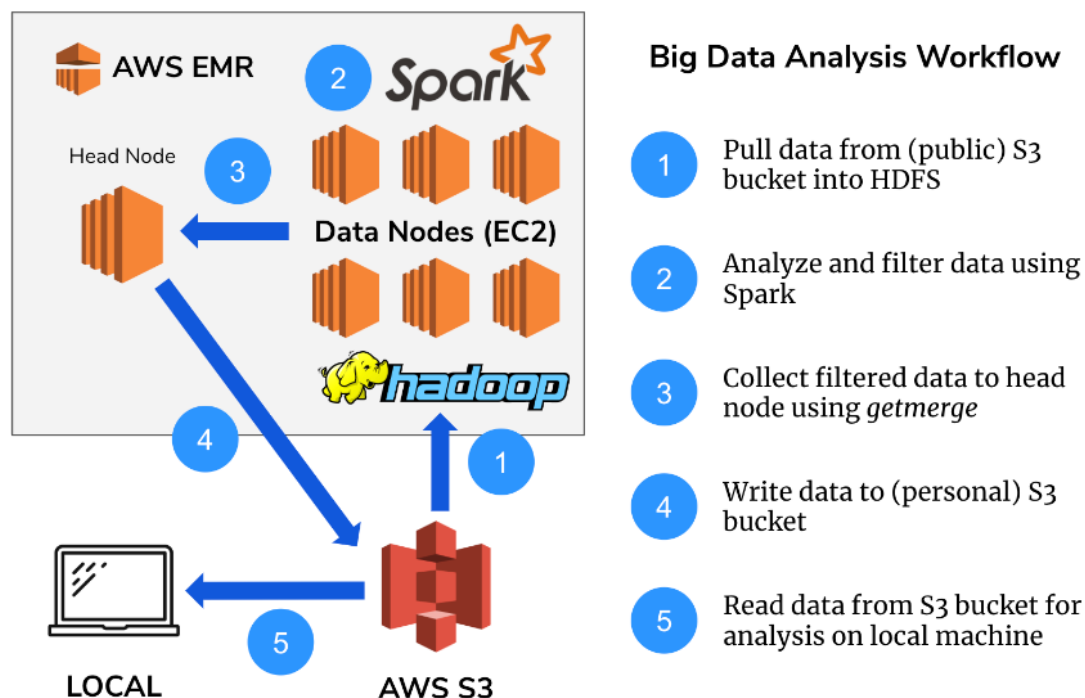 AWS EMR
2
Spark
Head Node
3
Data Nodes (EC2)
hadoop
4
1
5
LOCAL
AWS S3
Big Data Analysis Workflow
1
Pull data from (public) S3
bucket into HDFS
2
Analyze and filter data using
Spark
3
Collect filtered data to head
node using getmerge
4
Write data to (personal) S3
bucket
5
Read data from S3 bucket for
analysis on local machine